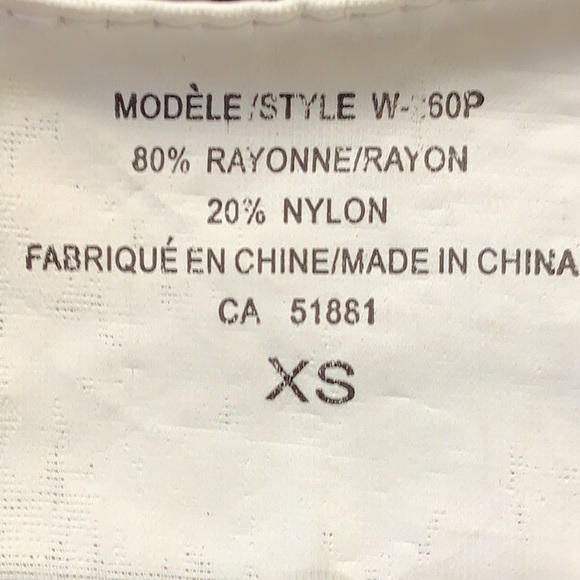 MODÈLE/STYLE
80% RAYONNE/RAYON
20% NYLON
FABRIQUÉ EN CHINE/MADE IN CHINA
CA 51881
XS